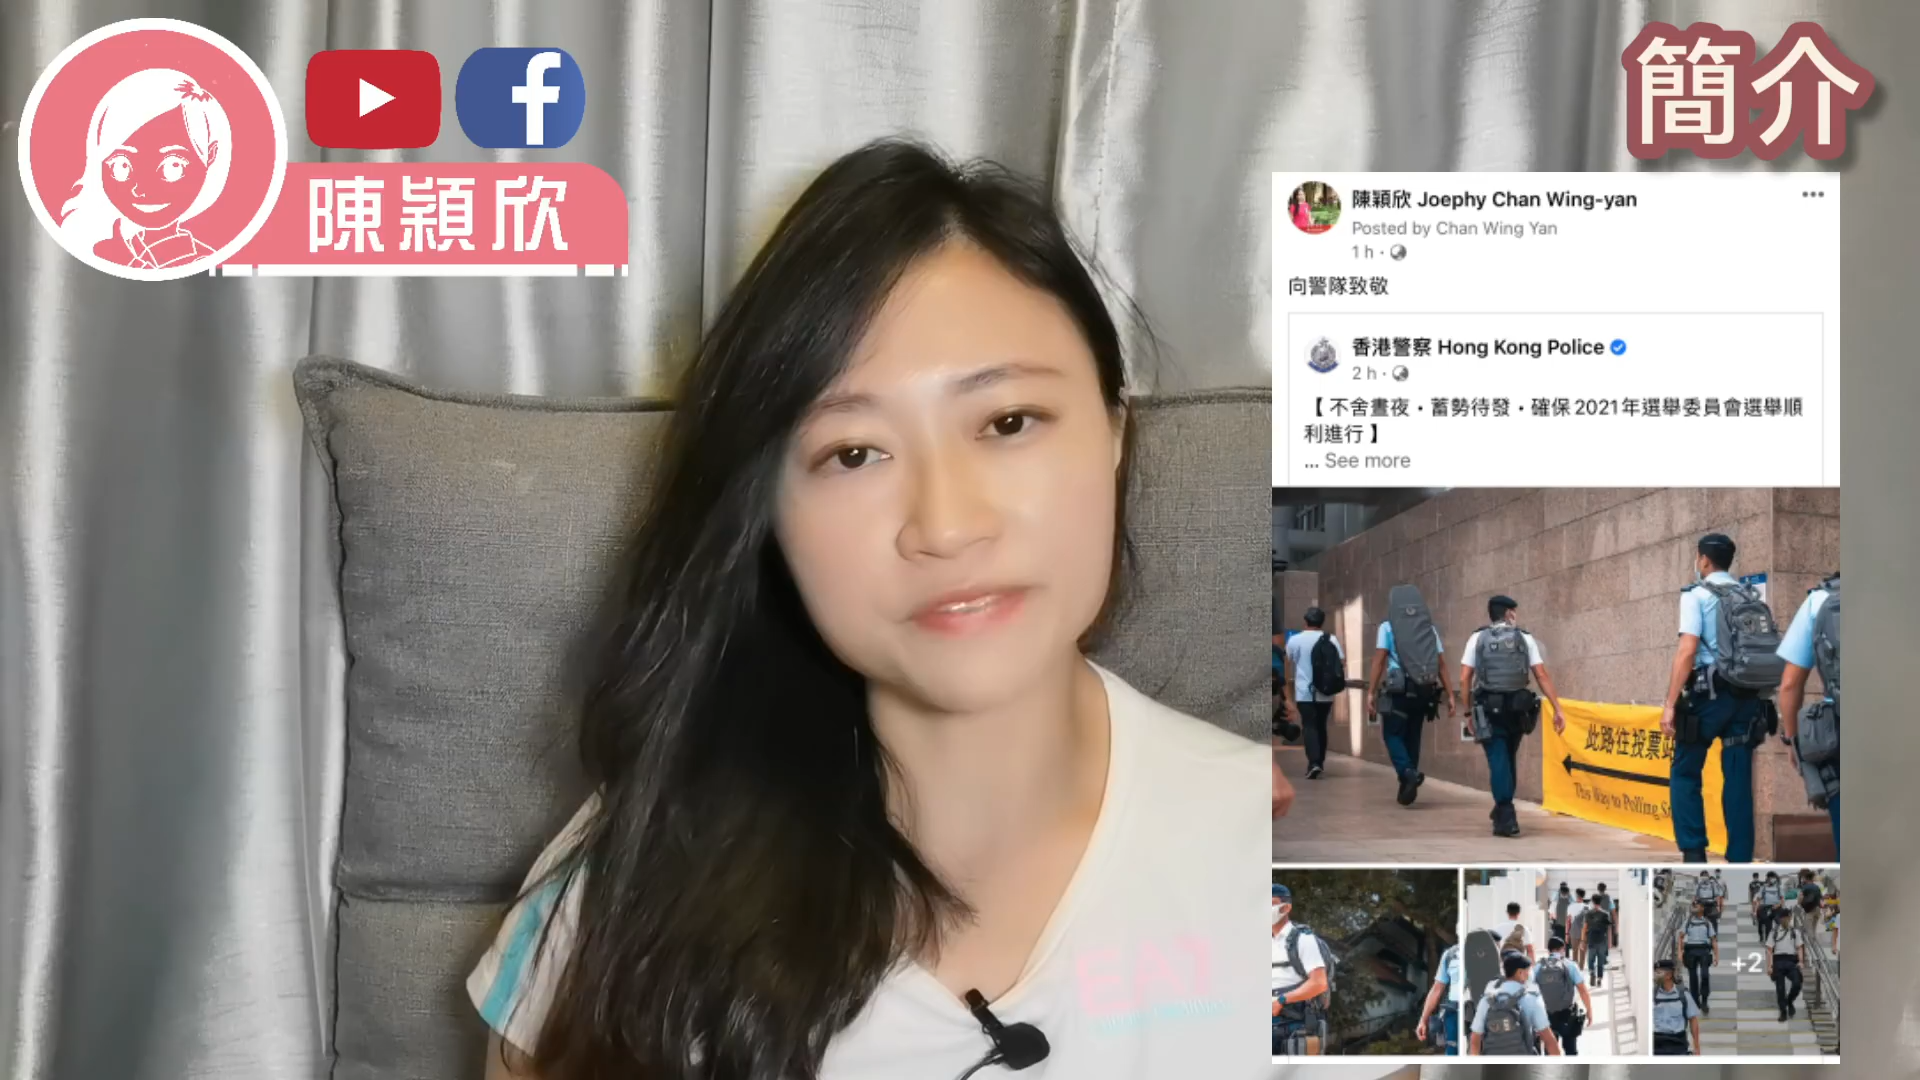 陳穎欣
簡介
陳穎欣 Joephy Chan Wing-yan
Posted by Chan Wing Yan
1 h ·
向警隊致敬
香港警察 Hong Kong Police
2 h ·
【 不舍晝夜・蓄勢待發・確保2021年選舉委員會選舉順
利進行 】
... See more
此路往投票站
This Way to Polling St
+2
EA7